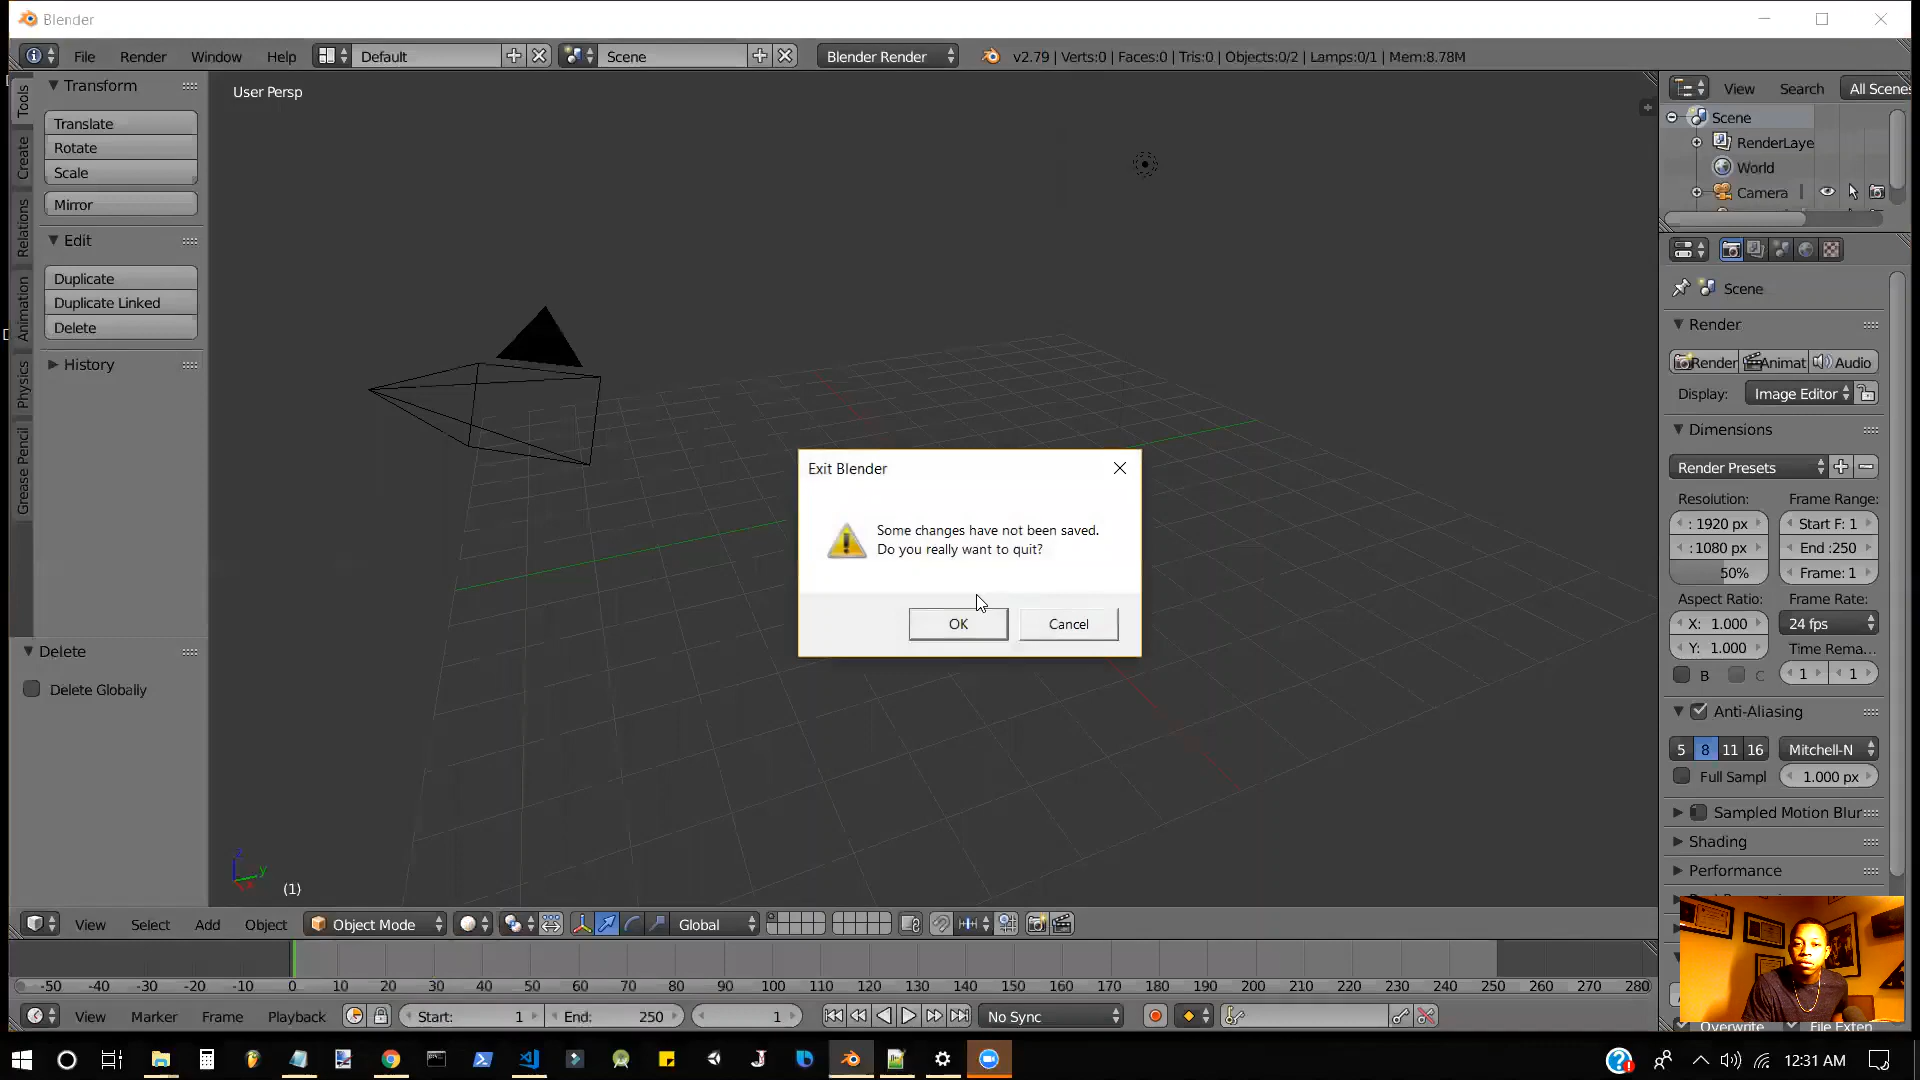 Blender
File Render Window Help Default Scene Blender Render v2.79 | Verts:0 | Faces:0 | Tris:0 | Objects:0/2 | Lamps:0/1 | Mem:8.78M
Tools
Create
Relations
Animation
Physics
Grease Pencil
Transform
Translate
Rotate
Scale
Mirror
Edit
Duplicate
Duplicate Linked
Delete
History
Delete
Delete Globally
User Persp
(1)
z
y
x
Exit Blender
Some changes have not been saved.
Do you really want to quit?
OK Cancel
View Search All Scenes
Scene
RenderLaye
World
Camera
Scene
Render
Render Animat Audio
Display: Image Editor
Dimensions
Render Presets
Resolution: Frame Range:
: 1920 px Start F: 1
:1080 px End :250
50% Frame: 1
Aspect Ratio: Frame Rate:
X: 1.000 24 fps
Y: 1.000 Time Rema...
B C 1 1
Anti-Aliasing
5 8 11 16 Mitchell-N
Full Sampl 1.000 px
Sampled Motion Blur
Shading
Performance
Overwrite File Exten
View Select Add Object Object Mode Global
-50 -40 -30 -20 -10 0 10 20 30 40 50 60 70 80 90 100 110 120 130 140 150 160 170 180 190 200 210 220 230 240 250 260 270 280
View Marker Frame Playback Start: 1 End: 250 1 No Sync
12:31 AM